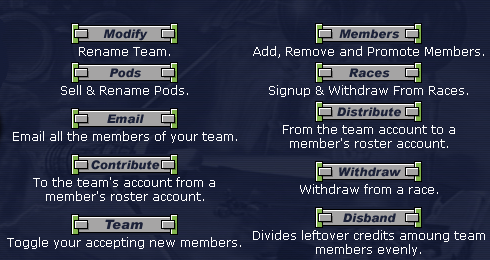 Modify
Rename Team.
Pods
Sell & Rename Pods.
Email
Email all the members of your team.
Contribute
To the team's account from a
member's roster account.
Team
Toggle your accepting new members.
Members
Add, Remove and Promote Members.
Races
Signup & Withdraw From Races.
Distribute
From the team account to a
member's roster account.
Withdraw
Withdraw from a race.
Disband
Divides leftover credits amoung team
members evenly.